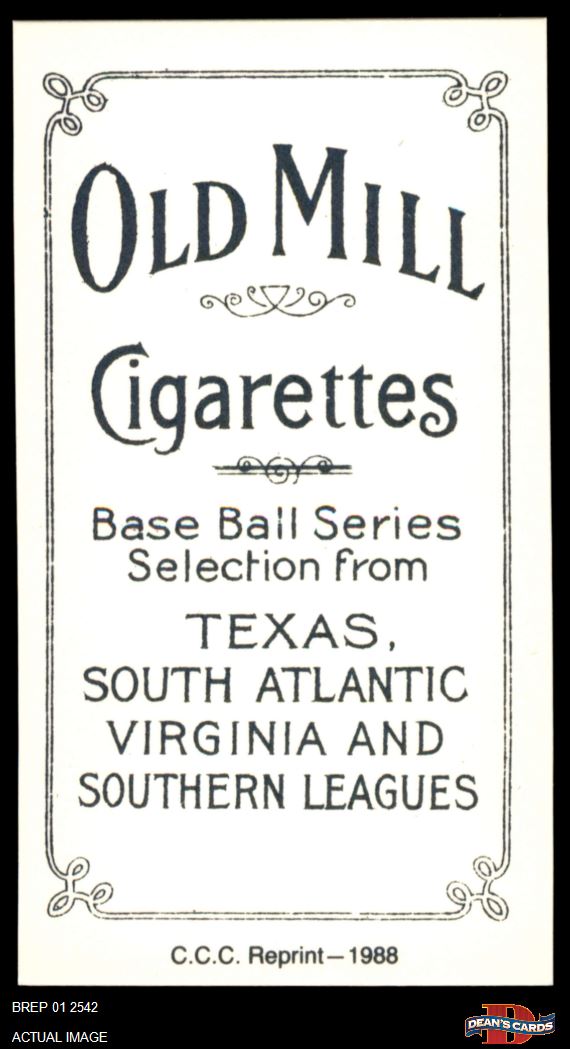 OLD MILL
Cigarettes
Base Ball Series
Selection from
TEXAS,
SOUTH ATLANTIC
VIRGINIA AND
SOUTHERN LEAGUES
C.C.C. Reprint—1988
BREP 01 2542
ACTUAL IMAGE
D
DEAN'S CARDS